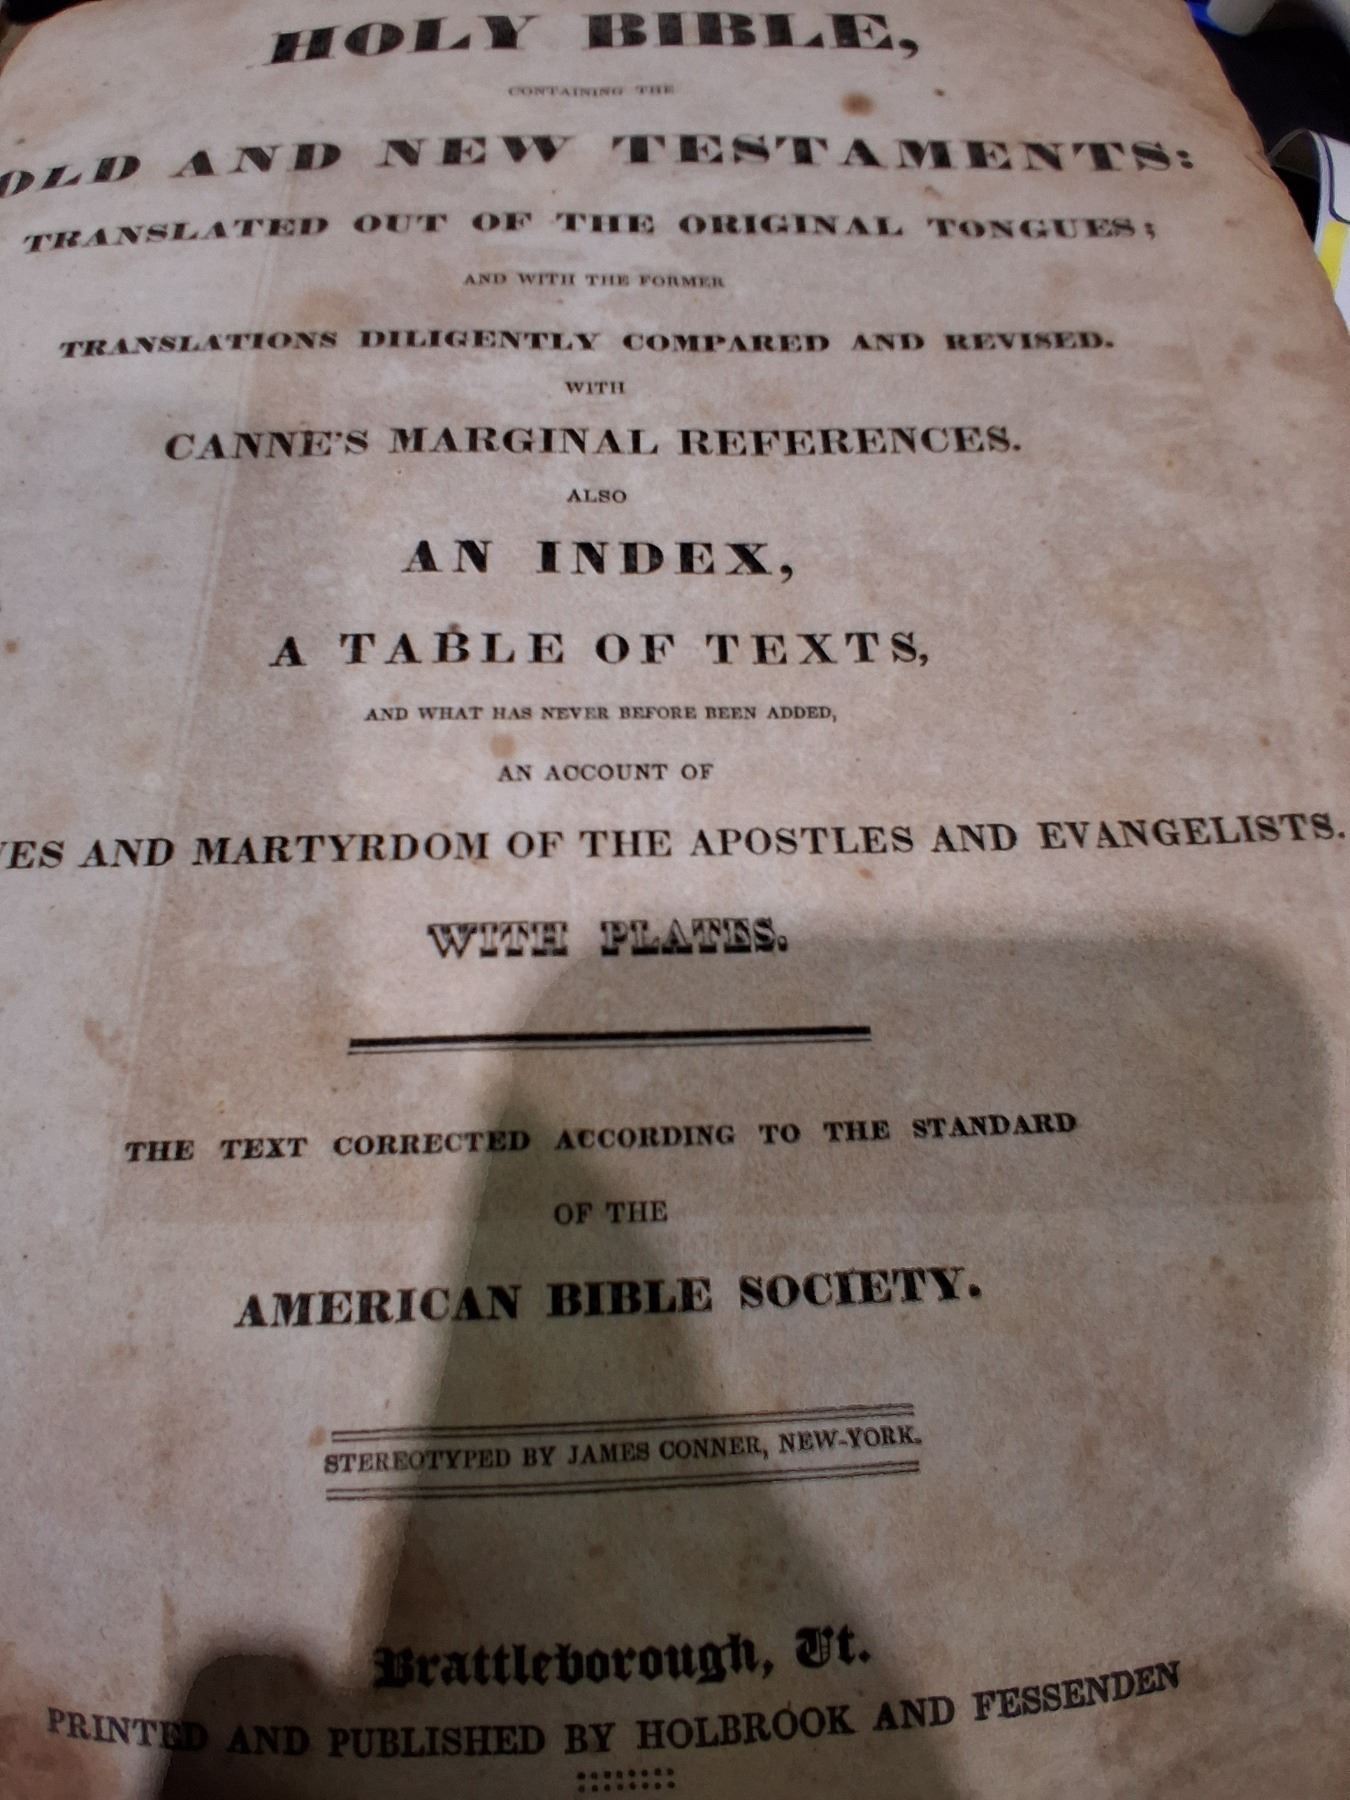 HOLY BIBLE,
CONTAINING THE
OLD AND NEW TESTAMENTS:
TRANSLATED OUT OF THE ORIGINAL TONGUES;
AND WITH THE FORMER
TRANSLATIONS DILIGENTLY COMPARED AND REVISED.
WITH
CANNE'S MARGINAL REFERENCES.
ALSO
AN INDEX,
A TABLE OF TEXTS,
AND WHAT HAS NEVER BEFORE BEEN ADDED,
AN ACCOUNT OF
VES AND MARTYRDOM OF THE APOSTLES AND EVANGELISTS.
WITH PLATES.
THE TEXT CORRECTED ACCORDING TO THE STANDARD
OF THE
AMERICAN BIBLE SOCIETY.
STEREOTYPED BY JAMES CONNER, NEW-YORK.
Brattleborough, Vt.
PRINTED AND PUBLISHED BY HOLBROOK AND FESSENDEN